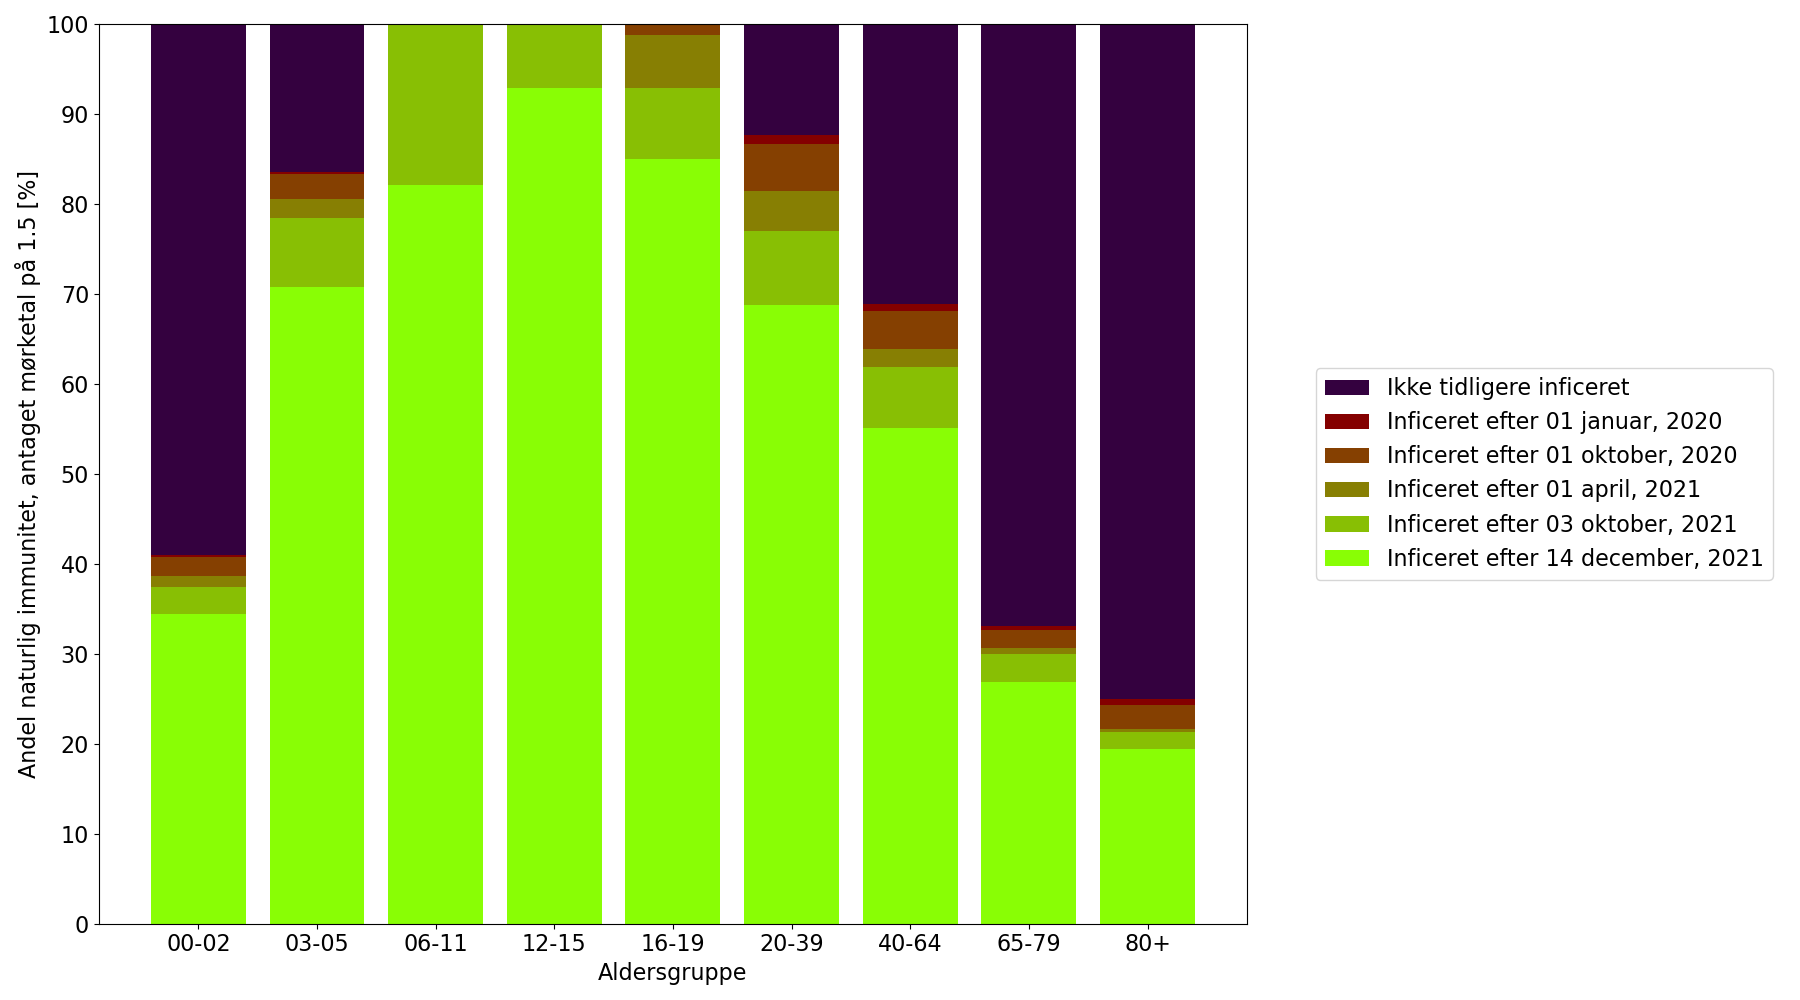 Andel naturlig immunitet, antaget mørketal på 1.5 [%]
100
90
80
70
60
50
40
30
20
10
0
00-02 03-05 06-11 12-15 16-19 20-39 40-64 65-79 80+
Aldersgruppe
Ikke tidligere inficeret
Inficeret efter 01 januar, 2020
Inficeret efter 01 oktober, 2020
Inficeret efter 01 april, 2021
Inficeret efter 03 oktober, 2021
Inficeret efter 14 december, 2021